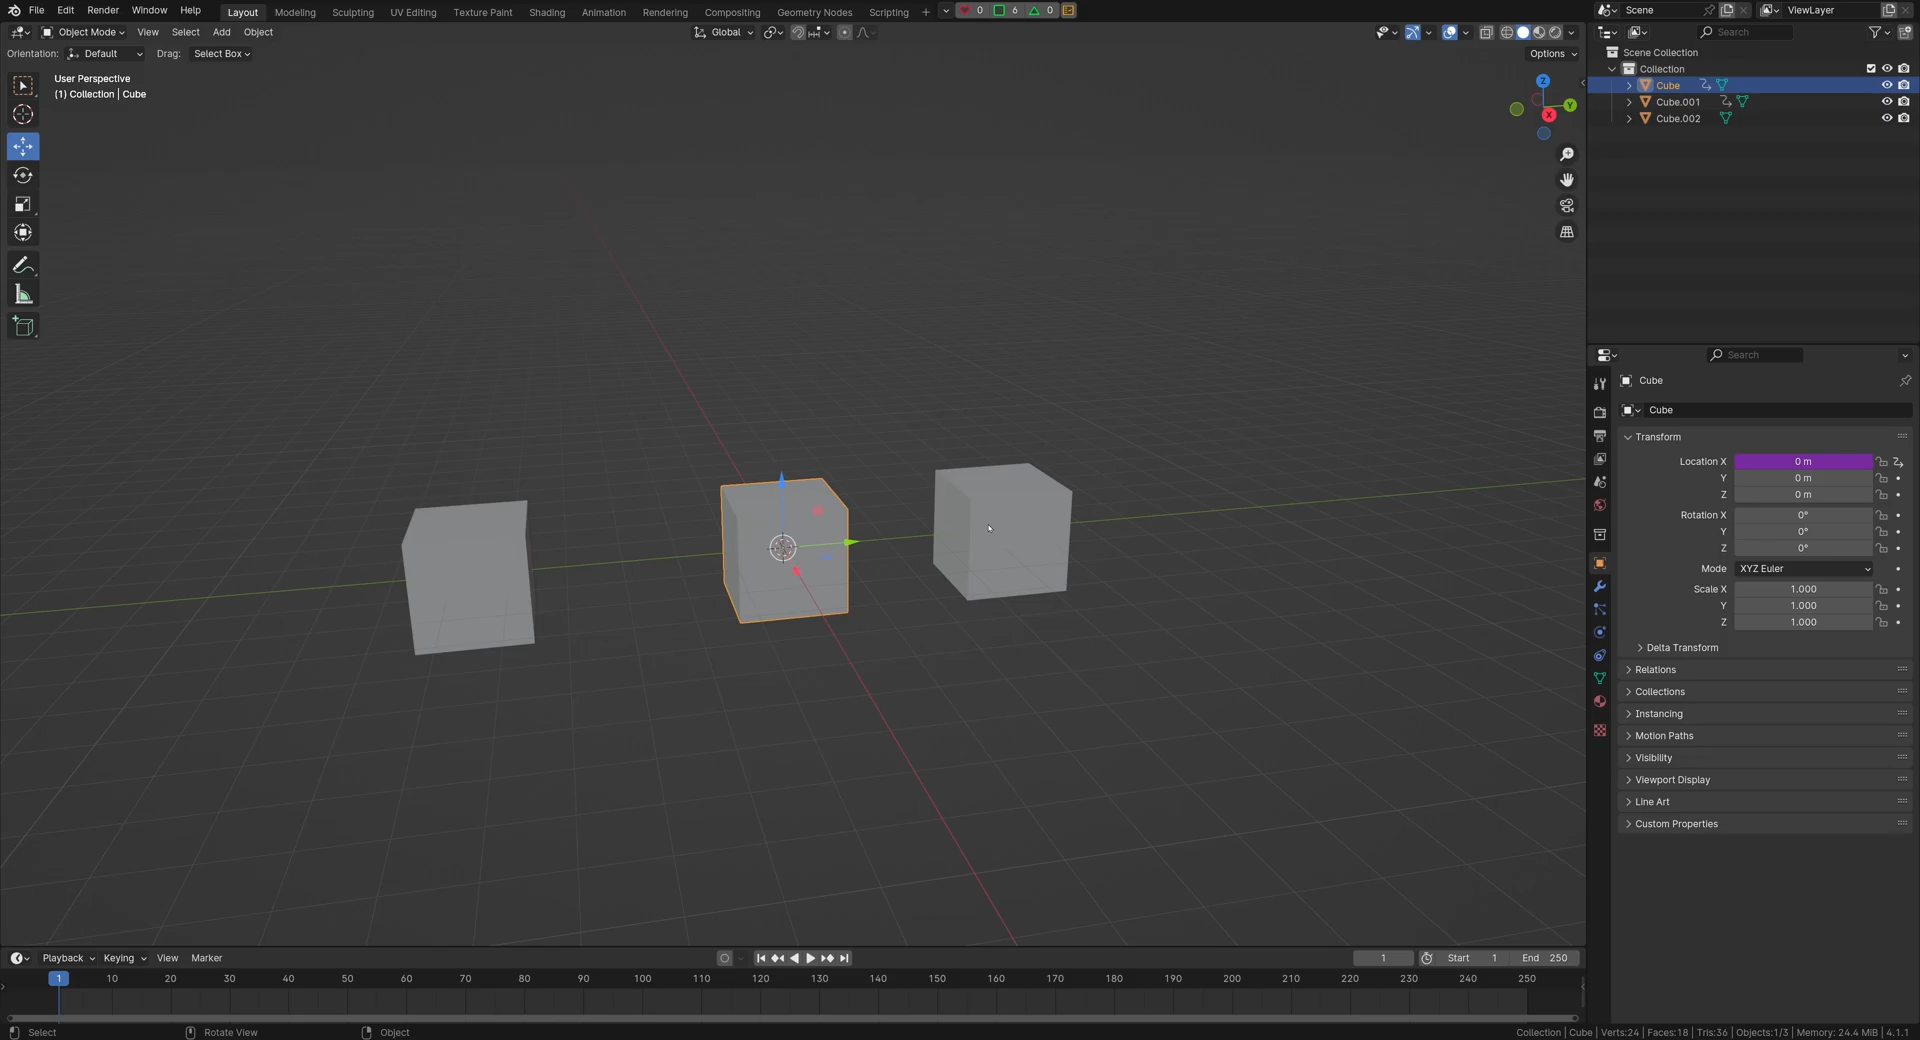 File Edit Render Window Help Layout Modeling Sculpting UV Editing Texture Paint Shading Animation Rendering Compositing Geometry Nodes Scripting + 0 6 0 Scene ViewLayer
Object Mode View Select Add Object Global Search
Orientation: Default Drag: Select Box Options
User Perspective
(1) Collection | Cube
Z
Y
X
Scene Collection
Collection
Cube
Cube.001
Cube.002
Search
Cube
Cube
Transform
Location X 0 m
Y 0 m
Z 0 m
Rotation X 0°
Y 0°
Z 0°
Mode XYZ Euler
Scale X 1.000
Y 1.000
Z 1.000
Delta Transform
Relations
Collections
Instancing
Motion Paths
Visibility
Viewport Display
Line Art
Custom Properties
Playback Keying View Marker 1 Start 1 End 250
1 10 20 30 40 50 60 70 80 90 100 110 120 130 140 150 160 170 180 190 200 210 220 230 240 250
Select Rotate View Object Collection | Cube | Verts:24 | Faces:18 | Tris:36 | Objects:1/3 | Memory: 24.4 MiB | 4.1.1